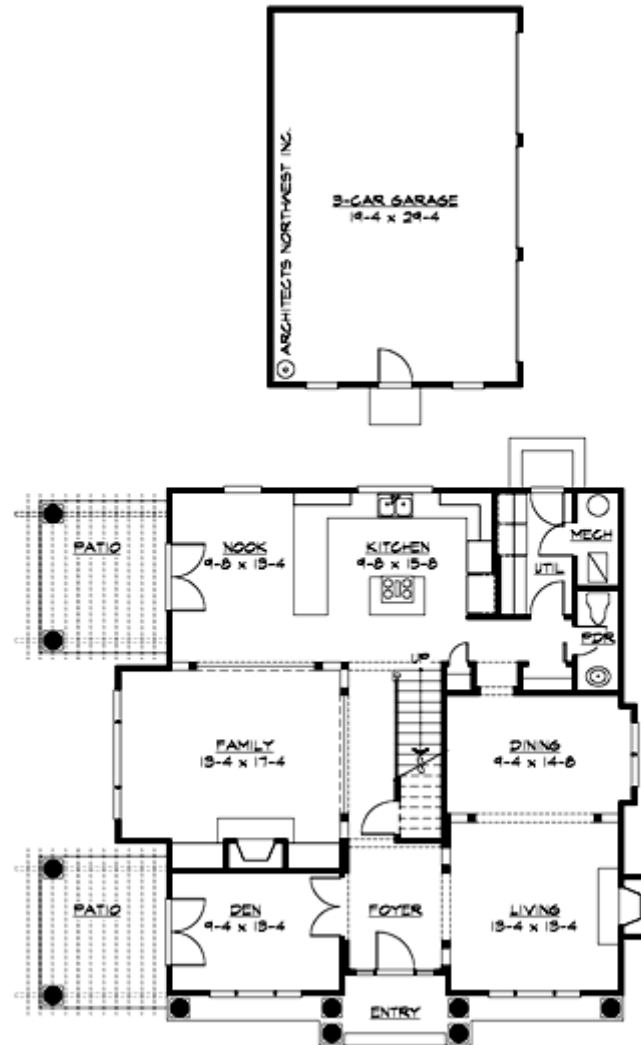 3-CAR GARAGE
19-4 x 29-4
© ARCHITECTS NORTHWEST INC.
PATIO
NOOK
9-8 x 13-4
KITCHEN
9-8 x 15-8
MECH
UTIL
PDR
UP
FAMILY
13-4 x 17-4
DINING
9-4 x 14-8
PATIO
DEN
9-4 x 13-4
FOYER
LIVING
13-4 x 13-4
ENTRY